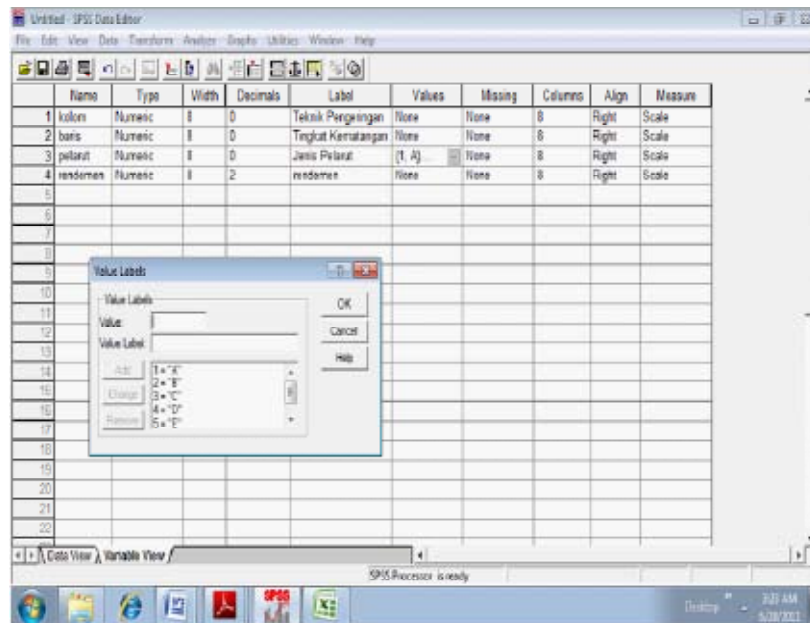 Untitled - SPSS Data Editor
File Edit View Data Transform Analyze Graphs Utilities Window Help
Name Type Width Decimals Label Values Missing Columns Align Measure
1 kolom Numeric 8 0 Teknik Pengeringan None None 8 Right Scale
2 baris Numeric 8 0 Tingkat Kematangan None None 8 Right Scale
3 pelarut Numeric 8 0 Jenis Pelarut {1, A}... None 8 Right Scale
4 rendemen Numeric 8 2 rendemen None None 8 Right Scale
5
6
7
8
9
10
11
12
13
14
15
16
17
18
19
20
21
22
Value Labels
Value Labels
Value:
Value Label:
Add
Change
Remove
1 = "A"
2 = "B"
3 = "C"
4 = "D"
5 = "E"
OK
Cancel
Help
Data View Variable View
SPSS Processor is ready
SPSS
Desktop
3:23 AM